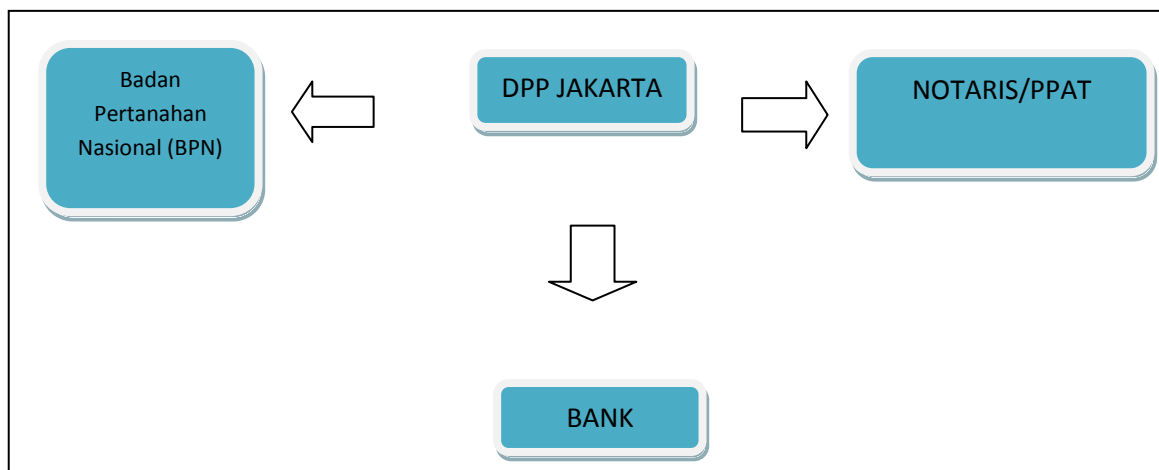 Badan
Pertanahan
Nasional (BPN)
DPP JAKARTA
NOTARIS/PPAT
BANK